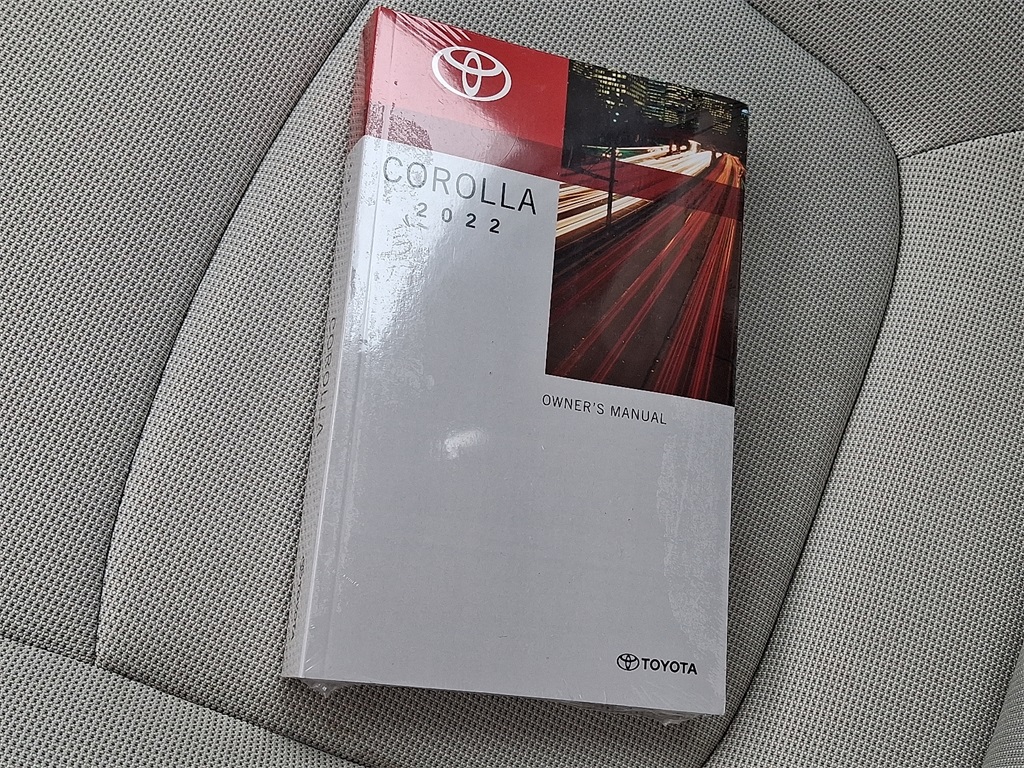 COROLLA
2022
OWNER'S MANUAL
TOYOTA
COROLLA